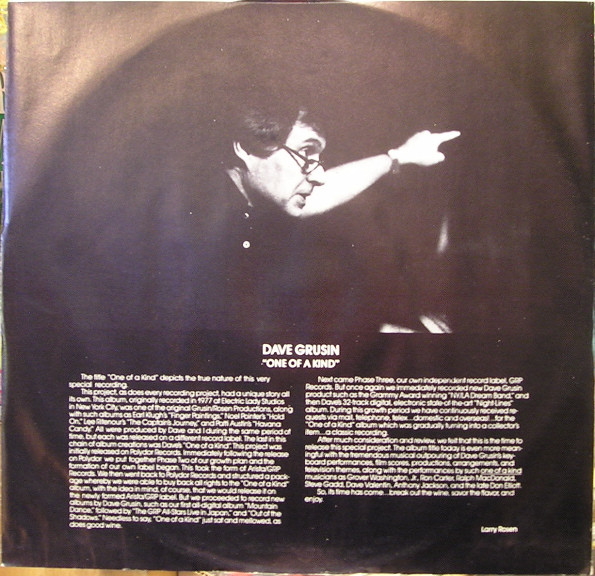 DAVE GRUSIN
"ONE OF A KIND"
The title "One of a Kind" depicts the true nature of this very
special recording.
This project, as does every recording project, had a unique story all
its own. This album, originally recorded in 1977 at Electric Lady Studios
in New York City, was one of the original Grusin/Rosen Productions, along
with such albums as Earl Klugh's "Finger Paintings," Noel Pointer's "Hold
On," Lee Ritenour's "The Captain's Journey," and Patti Austin's "Havana
Candy." All were produced by Dave and I during the same period of
time, but each was released on a different record label. The last in this
chain of album creations was Dave's "One of a Kind." This project was
initially released on Polydor Records. Immediately following the release
on Polydor we put together Phase Two of our growth plan and the
formation of our own label began. This took the form of Arista/GRP
Records. We then went back to Polydor Records and structured a pack-
age whereby we were able to buy back all rights to the "One of a Kind"
album, with the idea in mind, of course, that we would release it on
the newly formed Arista/GRP label. But we proceeded to record new
albums by Dave Grusin, such as our first all-digital album "Mountain
Dance," followed by "The GRP All-Stars Live in Japan," and "Out of the
Shadows." Needless to say, "One of a Kind" just sat and mellowed, as
does good wine.
Next came Phase Three, our own independent record label, GRP
Records. But once again we immediately recorded new Dave Grusin
product such as the Grammy Award winning "NY/LA Dream Band," and
then Dave's 32-track digital, electronic state of the art "Night Lines"
album. During this growth period we have continuously received re-
quests via mail, telephone, telex... domestic and overseas!... for the
"One of a Kind" album which was gradually turning into a collector's
item... a classic recording.
After much consideration and review, we felt that this is the time to
release this special project. The album title today is even more mean-
ingful with the tremendous musical outpouring of Dave Grusin's key-
board performances, film scores, productions, arrangements, and
television themes, along with the performances by such one of a kind
musicians as Grover Washington, Jr., Ron Carter, Ralph MacDonald,
Steve Gadd, Dave Valentin, Anthony Jackson, and the late Don Elliott.
So, its time has come... break out the wine, savor the flavor, and
enjoy.
Larry Rosen